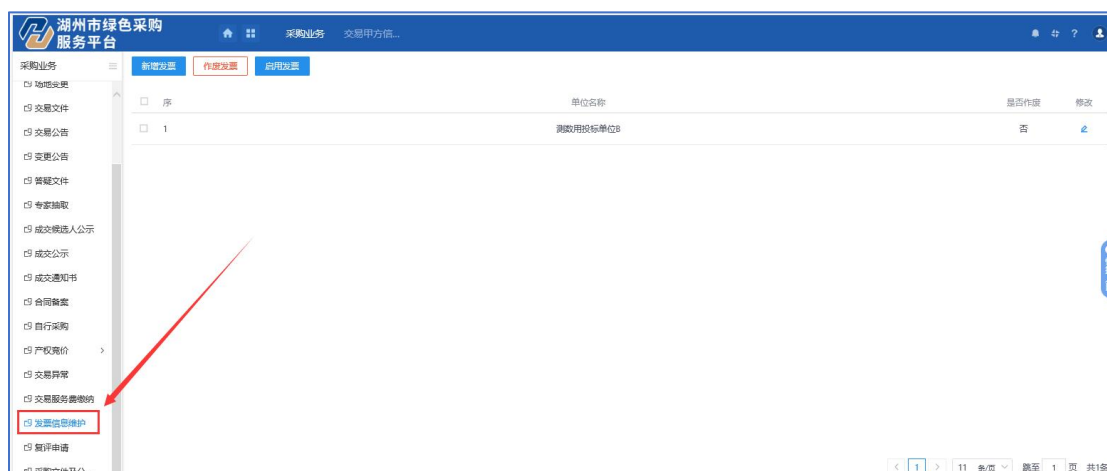 湖州市绿色采购
服务平台
采购业务 交易甲方信...
?
采购业务
新增发票 作废发票 启用发票
场地变更
序 单位名称 是否作废 修改
交易文件
1 测数用投标单位B 否
交易公告
变更公告
答疑文件
专家抽取
成交候选人公示
成交公示
成交通知书
合同备案
自行采购
产权竞价 >
交易异常
交易服务费缴纳
发票信息维护
复评申请
< 1 > 11 条/页 跳至 1 页 共1条